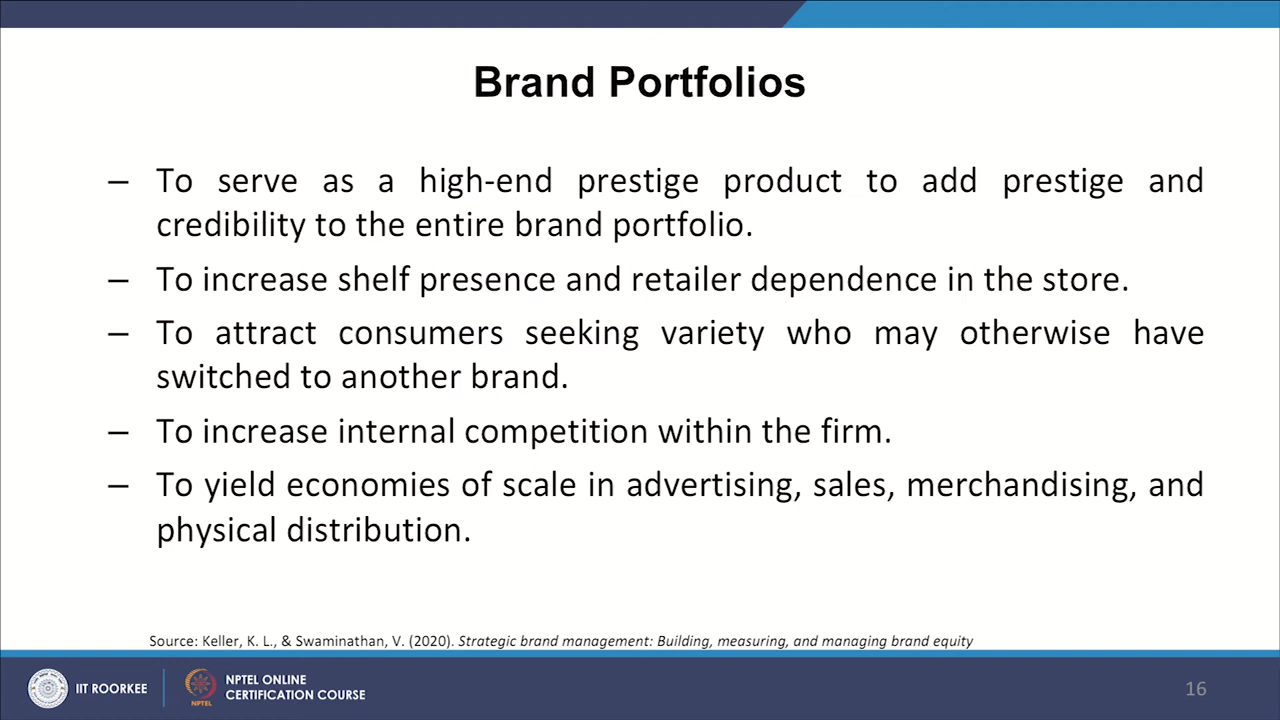 Brand Portfolios
– To serve as a high-end prestige product to add prestige and
credibility to the entire brand portfolio.
– To increase shelf presence and retailer dependence in the store.
– To attract consumers seeking variety who may otherwise have
switched to another brand.
– To increase internal competition within the firm.
– To yield economies of scale in advertising, sales, merchandising, and
physical distribution.
Source: Keller, K. L., & Swaminathan, V. (2020). Strategic brand management: Building, measuring, and managing brand equity
IIT ROORKEE
NPTEL
NPTEL ONLINE
CERTIFICATION COURSE
16